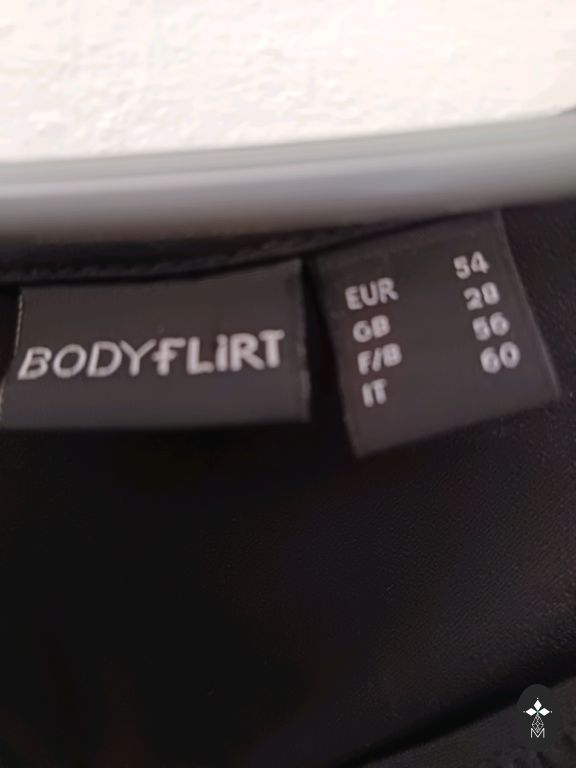 BODYFLiRT
EUR 54
GB 28
F/B 56
IT 60
M